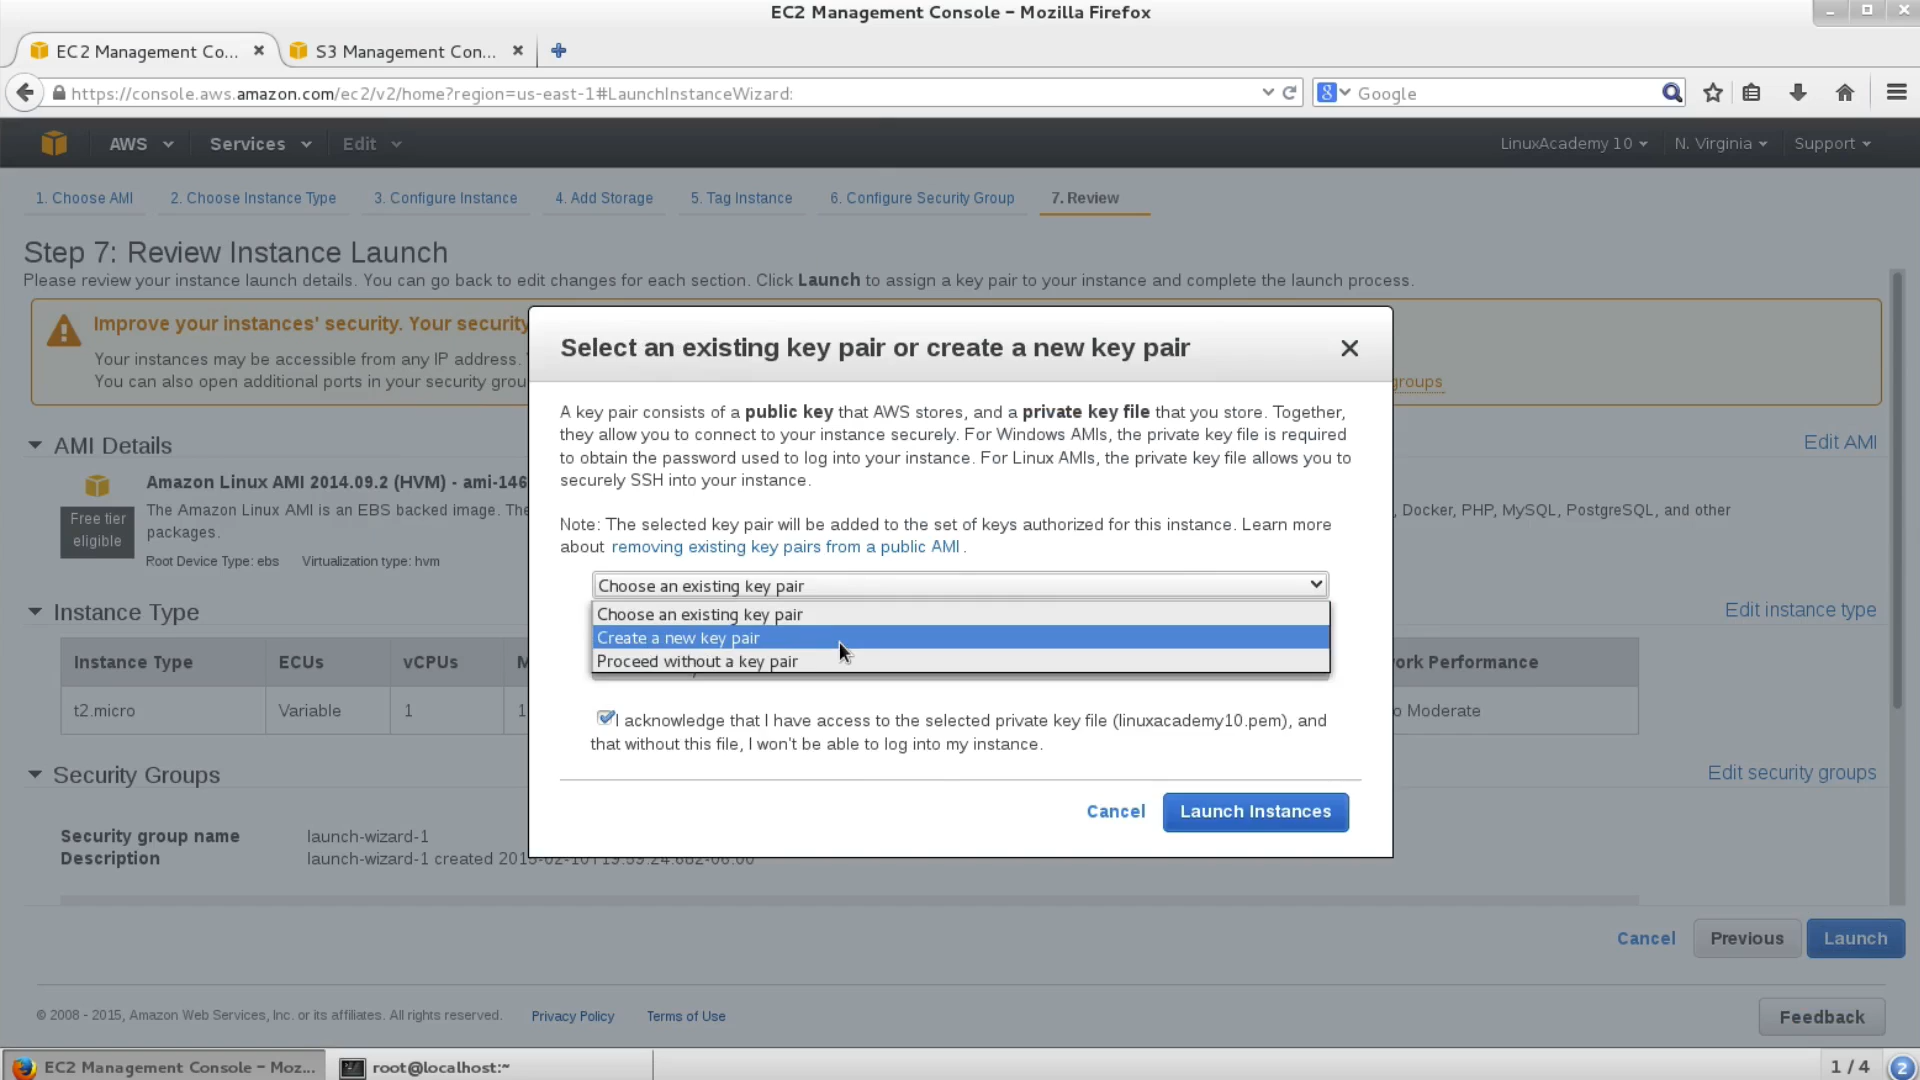 EC2 Management Console – Mozilla Firefox
EC2 Management Co...
S3 Management Con...
https://console.aws.amazon.com/ec2/v2/home?region=us-east-1#LaunchInstanceWizard:
Google
AWS
Services
Edit
LinuxAcademy 10
N. Virginia
Support
1. Choose AMI
2. Choose Instance Type
3. Configure Instance
4. Add Storage
5. Tag Instance
6. Configure Security Group
7. Review
Step 7: Review Instance Launch
Please review your instance launch details. You can go back to edit changes for each section. Click Launch to assign a key pair to your instance and complete the launch process.
Improve your instances' security. Your security
Your instances may be accessible from any IP address.
You can also open additional ports in your security grou
groups
AMI Details
Edit AMI
Amazon Linux AMI 2014.09.2 (HVM) - ami-146
Free tier
eligible
The Amazon Linux AMI is an EBS backed image. The
, Docker, PHP, MySQL, PostgreSQL, and other
packages.
Root Device Type: ebs
Virtualization type: hvm
Instance Type
Edit instance type
Instance Type
ECUs
vCPUs
M
ork Performance
t2.micro
Variable
1
1
o Moderate
Security Groups
Edit security groups
Security group name
launch-wizard-1
Description
launch-wizard-1 created 2015-02-10T19:59:24.682-06:00
Select an existing key pair or create a new key pair
A key pair consists of a public key that AWS stores, and a private key file that you store. Together,
they allow you to connect to your instance securely. For Windows AMIs, the private key file is required
to obtain the password used to log into your instance. For Linux AMIs, the private key file allows you to
securely SSH into your instance.
Note: The selected key pair will be added to the set of keys authorized for this instance. Learn more
about removing existing key pairs from a public AMI .
Choose an existing key pair
Choose an existing key pair
Create a new key pair
Proceed without a key pair
I acknowledge that I have access to the selected private key file (linuxacademy10.pem), and
that without this file, I won't be able to log into my instance.
Cancel
Launch Instances
Cancel
Previous
Launch
© 2008 - 2015, Amazon Web Services, Inc. or its affiliates. All rights reserved.
Privacy Policy
Terms of Use
Feedback
EC2 Management Console – Moz...
root@localhost:~
1 / 4
2